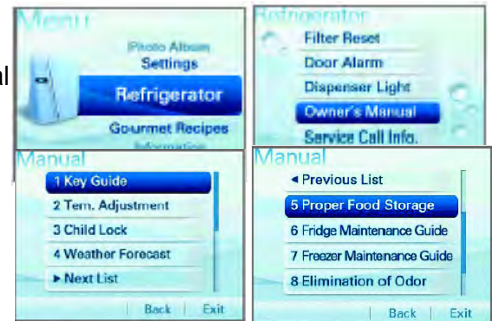 al
Menu
Photo Album
Settings
Refrigerator
Gourmet Recipes
Information
Refrigerator
Filter Reset
Door Alarm
Dispenser Light
Owner's Manual
Service Call Info.
Manual
1 Key Guide
2 Tem. Adjustment
3 Child Lock
4 Weather Forecast
► Next List
Back | Exit
Manual
◄ Previous List
5 Proper Food Storage
6 Fridge Maintenance Guide
7 Freezer Maintenance Guide
8 Elimination of Odor
Back | Exit